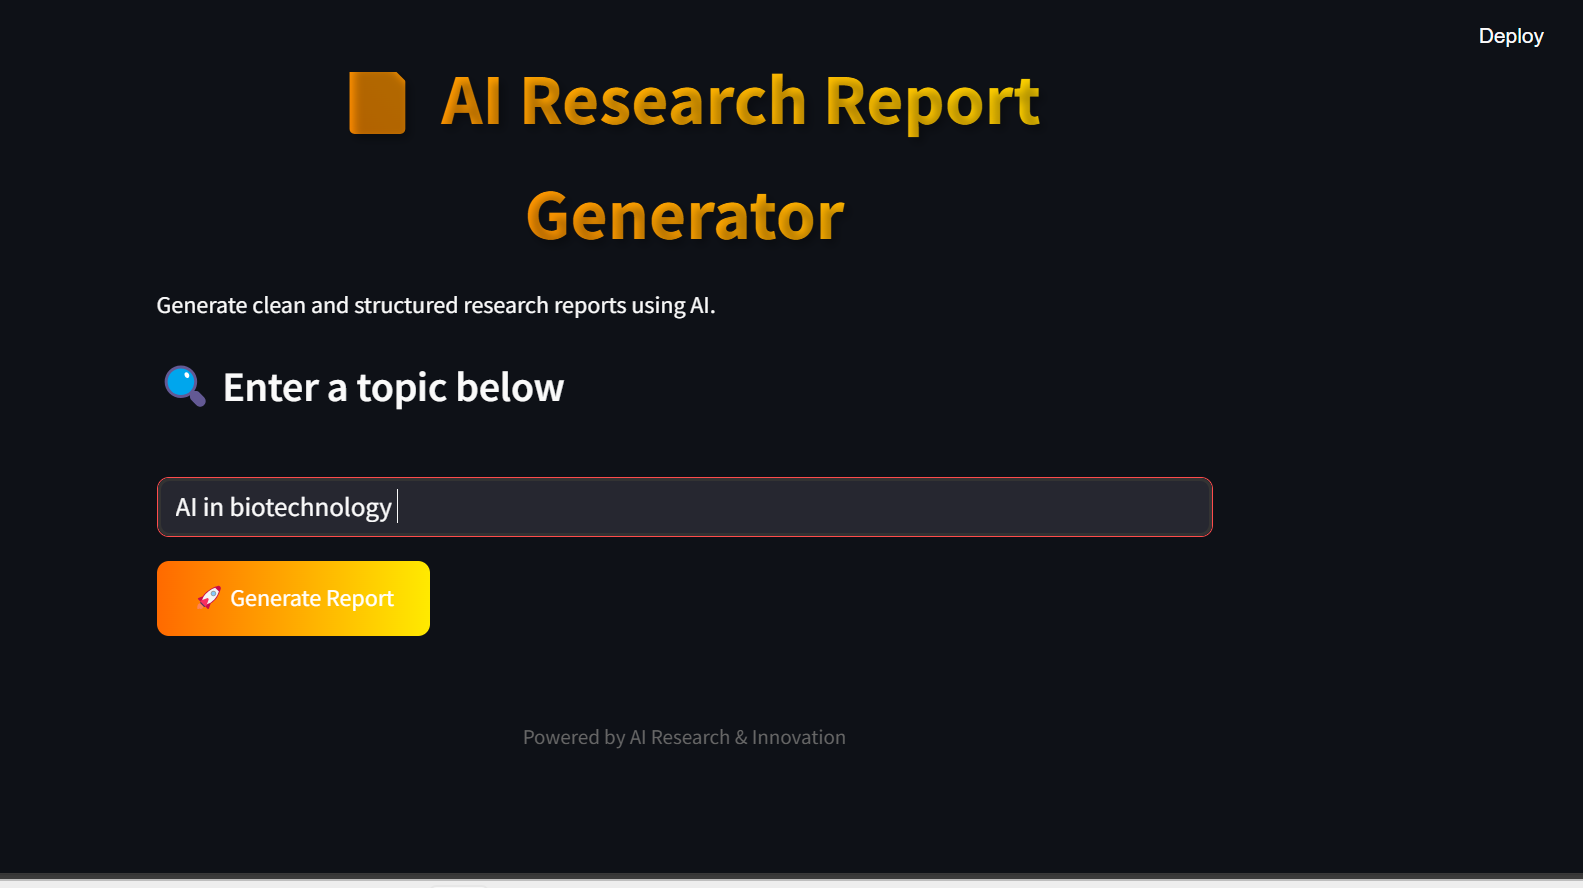 Deploy
AI Research Report
Generator
Generate clean and structured research reports using AI.
Enter a topic below
AI in biotechnology
Generate Report
Powered by AI Research & Innovation